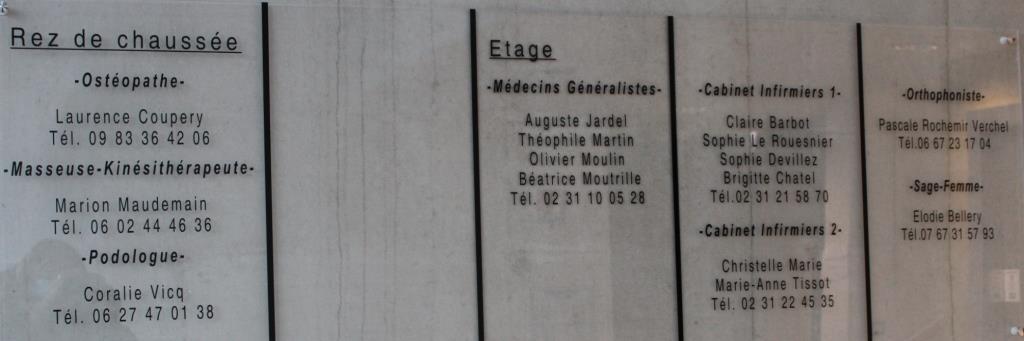 Rez de chaussée
-Ostéopathe-
Laurence Coupery
Tél. 09 83 36 42 06
-Masseuse-Kinésithérapeute-
Marion Maudemain
Tél. 06 02 44 46 36
-Podologue-
Coralie Vicq
Tél. 06 27 47 01 38
Etage
-Médecins Généralistes-
Auguste Jardel
Théophile Martin
Olivier Moulin
Béatrice Moutrille
Tél. 02 31 10 05 28
-Cabinet Infirmiers 1-
Claire Barbot
Sophie Le Rouesnier
Sophie Devillez
Brigitte Chatel
Tél.02 31 21 58 70
-Cabinet Infirmiers 2-
Christelle Marie
Marie-Anne Tissot
Tél. 02 31 22 45 35
-Orthophoniste-
Pascale Rochemir Verchel
Tél.06 67 23 17 04
-Sage-Femme-
Elodie Bellery
Tél.07 67 31 57 93